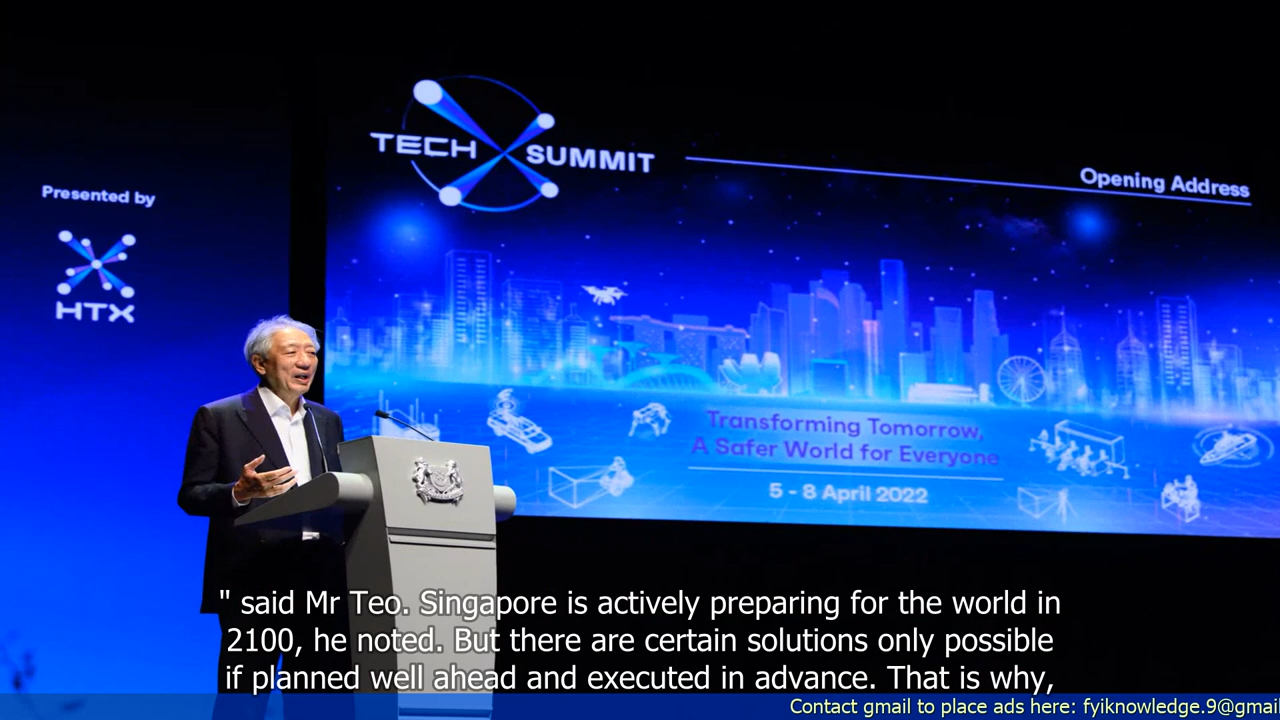 TECH SUMMIT
Opening Address
Presented by
HTX
Transforming Tomorrow,
A Safer World for Everyone
5 - 8 April 2022
" said Mr Teo. Singapore is actively preparing for the world in
2100, he noted. But there are certain solutions only possible
if planned well ahead and executed in advance. That is why,
Contact gmail to place ads here: fyiknowledge.9@gmai